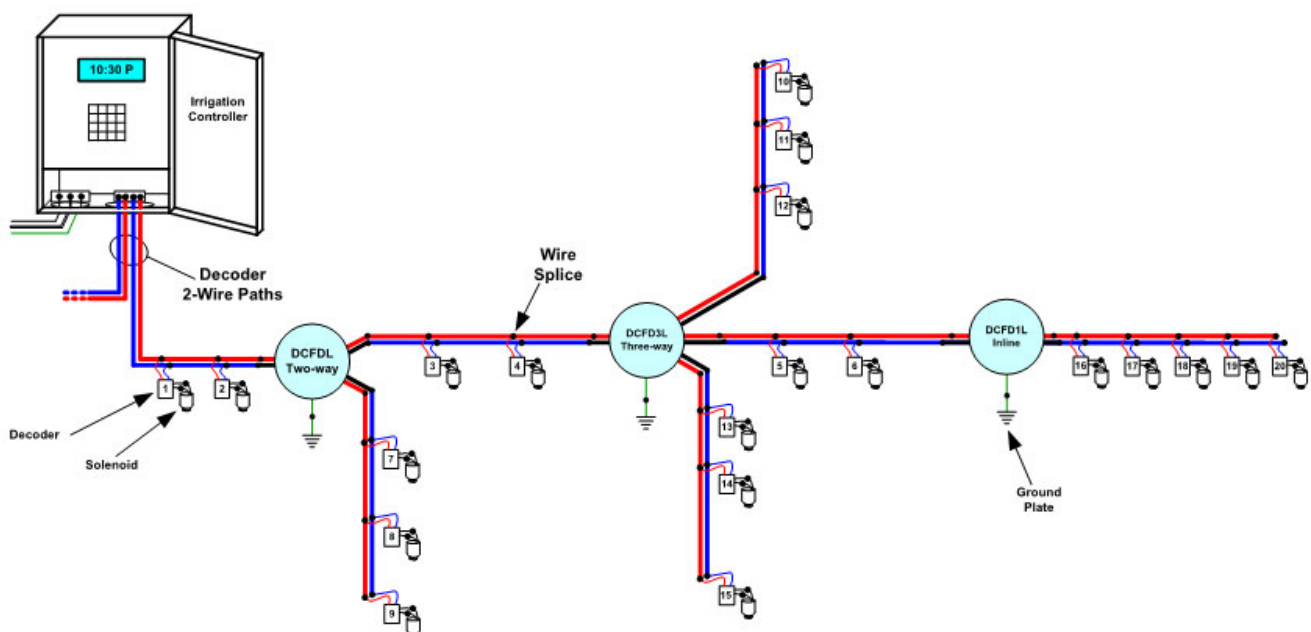 10:30 P
Irrigation
Controller
Decoder
2-Wire Paths
Wire
Splice
DCFDL
Two-way
DCFD3L
Three-way
DCFD1L
Inline
1
2
3
4
5
6
7
8
9
10
11
12
13
14
15
16
17
18
19
20
Decoder
Solenoid
Ground
Plate